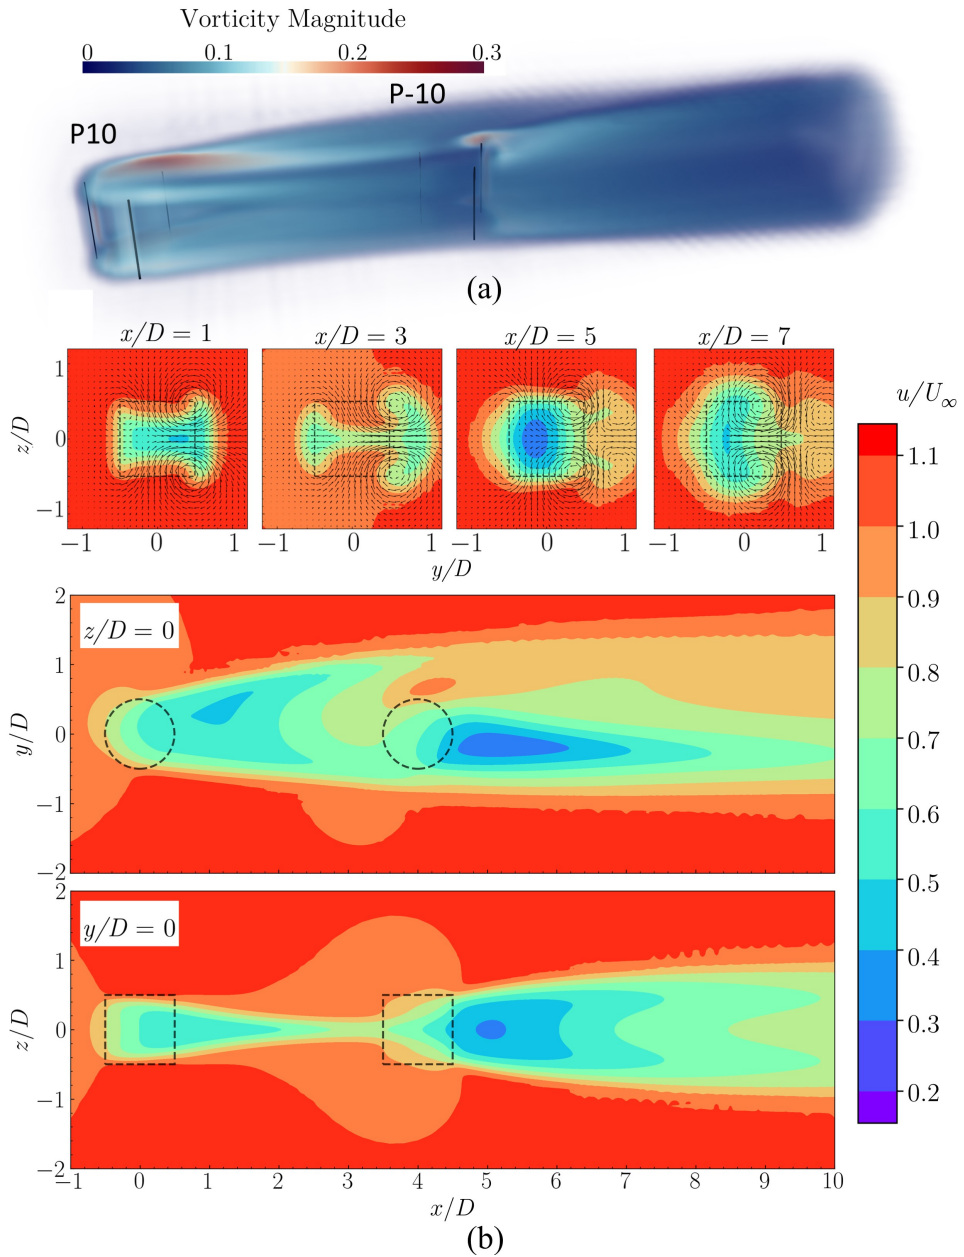 Vorticity Magnitude
0 0.1 0.2 0.3
P-10
P10
(a)
x/D = 1 x/D = 3 x/D = 5 x/D = 7
1
0
−1
z/D
−1 0 1 −1 0 1 −1 0 1 −1 0 1
y/D
u/U∞
1.1
1.0
0.9
0.8
0.7
0.6
0.5
0.4
0.3
0.2
z/D = 0
2
1
0
−1
−2
y/D
y/D = 0
2
1
0
−1
−2
z/D
−1 0 1 2 3 4 5 6 7 8 9 10
x/D
(b)